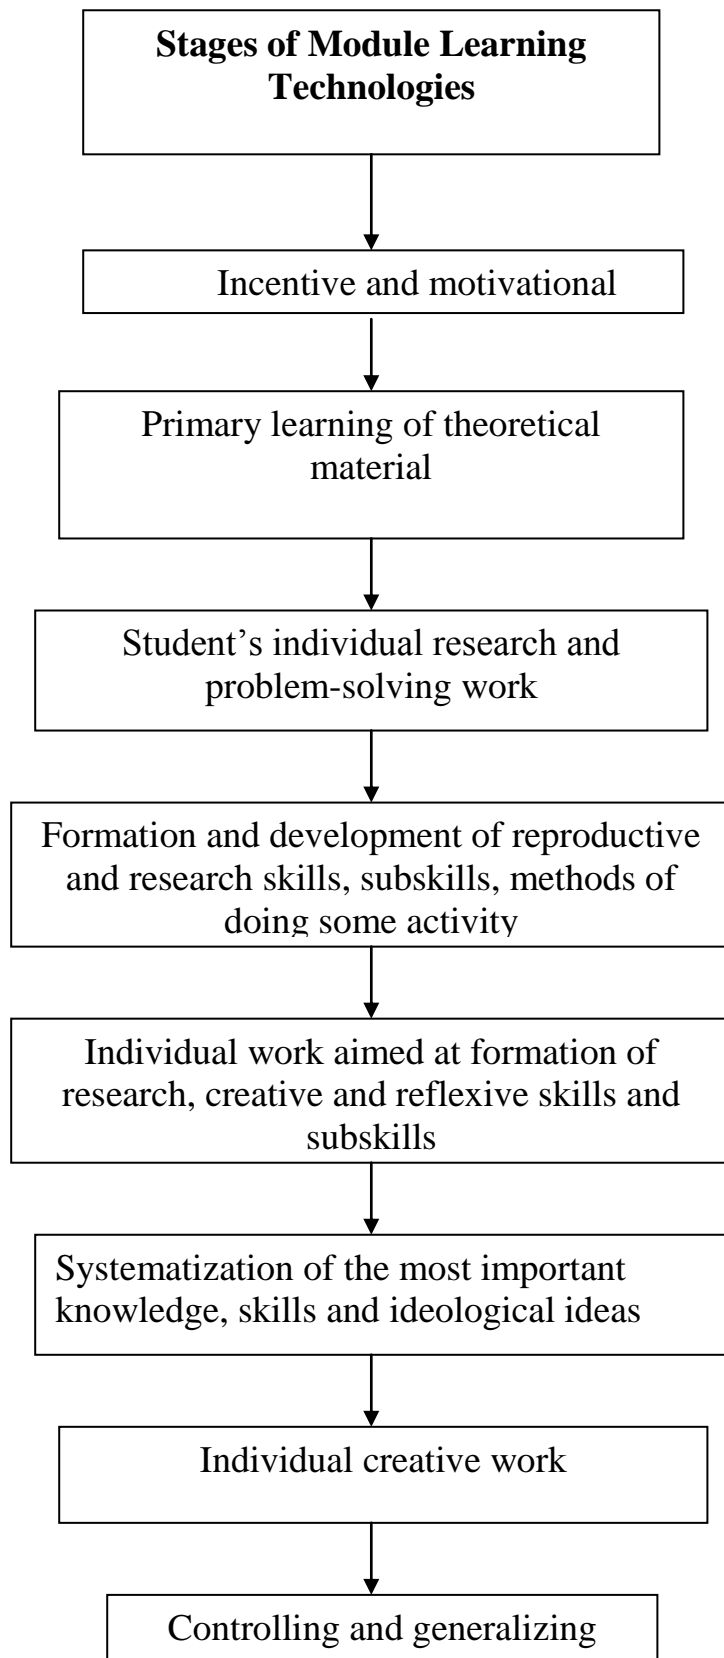 Stages of Module Learning
Technologies
Incentive and motivational
Primary learning of theoretical
material
Student’s individual research and
problem-solving work
Formation and development of reproductive
and research skills, subskills, methods of
doing some activity
Individual work aimed at formation of
research, creative and reflexive skills and
subskills
Systematization of the most important
knowledge, skills and ideological ideas
Individual creative work
Controlling and generalizing